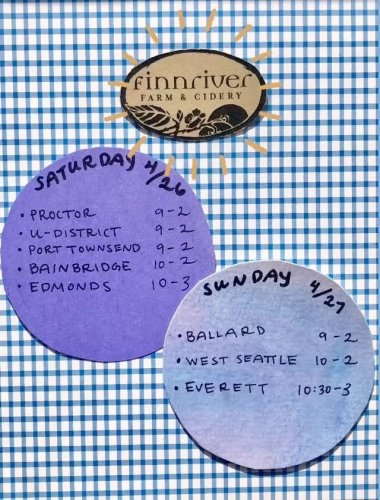 finnriver
FARM & CIDERY
SATURDAY 4/26
• PROCTOR 9-2
• U-DISTRICT 9-2
• PORT TOWNSEND 9-2
• BAINBRIDGE 10-2
• EDMONDS 10-3
SUNDAY 4/27
• BALLARD 9-2
• WEST SEATTLE 10-2
• EVERETT 10:30-3